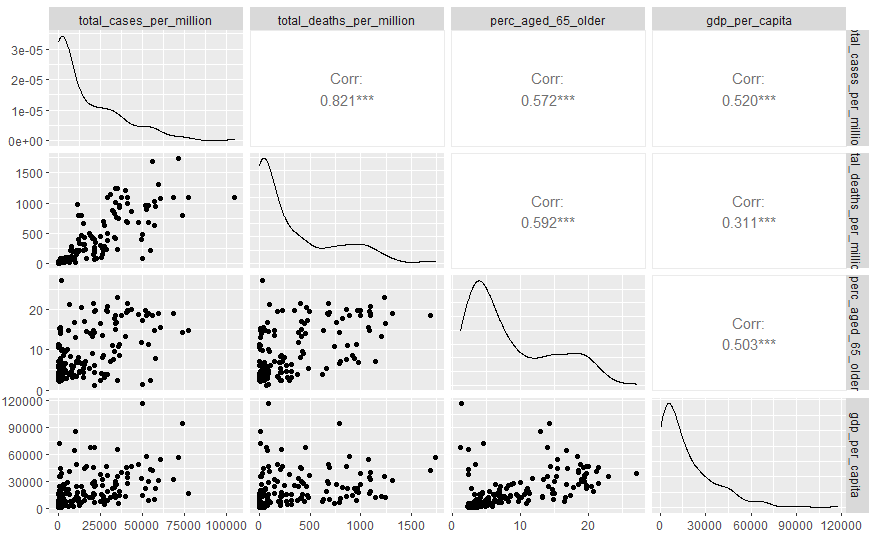 total_cases_per_million total_deaths_per_million perc_aged_65_older gdp_per_capita
3e-05
2e-05
1e-05
0e+00
Corr:
0.821***
Corr:
0.572***
Corr:
0.520***
tal_cases_per_millio
1500
1000
500
0
Corr:
0.592***
Corr:
0.311***
tal_deaths_per_millic
20
10
0
Corr:
0.503***
perc_aged_65_older
120000
90000
60000
30000
0
gdp_per_capita
0 25000 50000 75000 100000
0 500 1000 1500
0 10 20
0 30000 60000 90000 120000